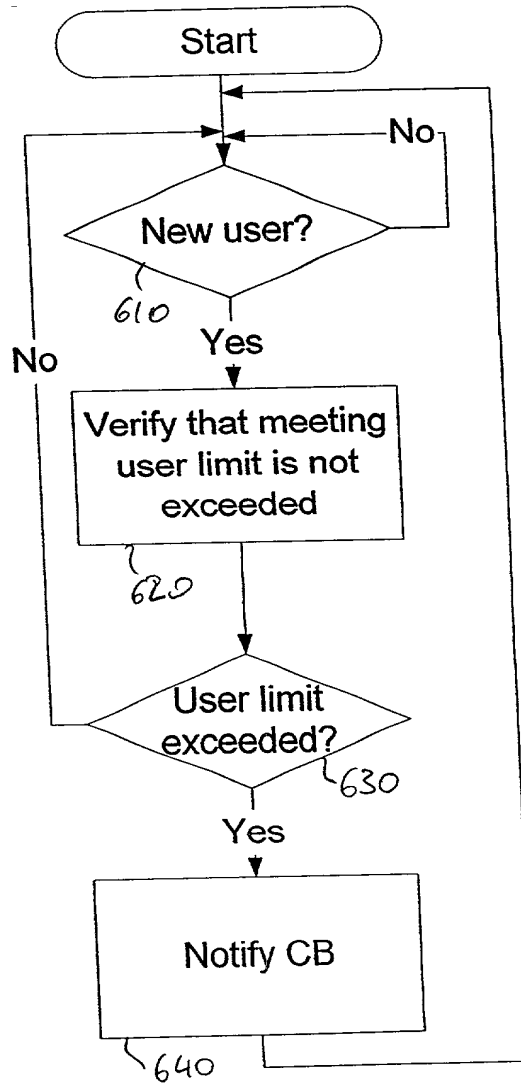 Start
No
New user?
610
Yes
No
Verify that meeting
user limit is not
exceeded
620
User limit
exceeded?
630
Yes
Notify CB
640